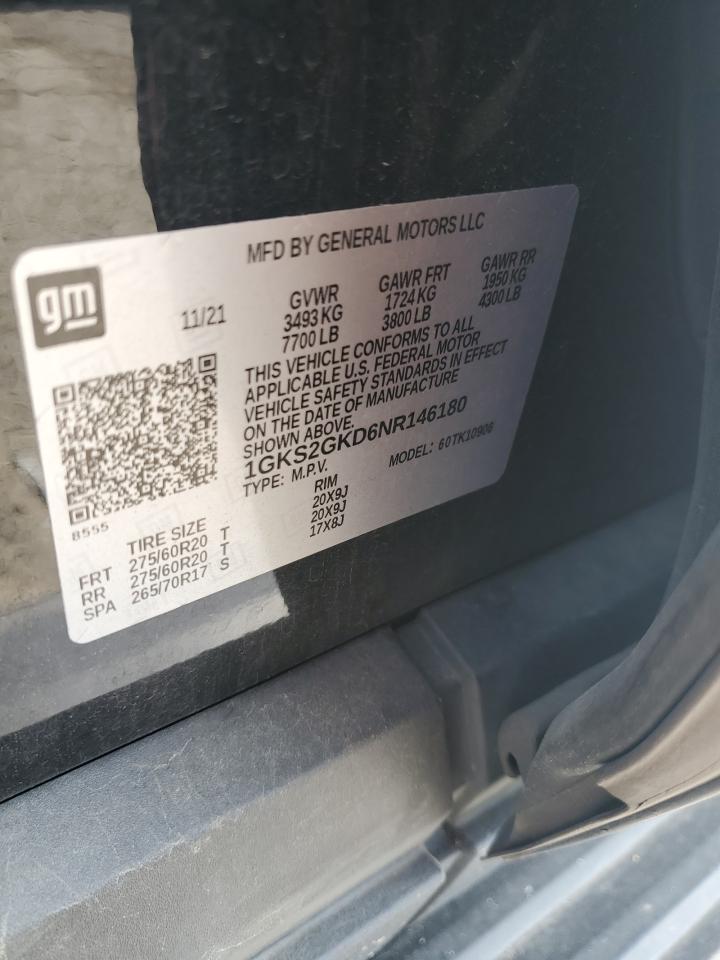 gm
MFD BY GENERAL MOTORS LLC
11/21
GVWR
3493 KG
7700 LB
GAWR FRT
1724 KG
3800 LB
GAWR RR
1950 KG
4300 LB
THIS VEHICLE CONFORMS TO ALL
APPLICABLE U.S. FEDERAL MOTOR
VEHICLE SAFETY STANDARDS IN EFFECT
ON THE DATE OF MANUFACTURE
SHOWN ABOVE.
1GKS2GKD6NR146180
TYPE: M.P.V. MODEL: 60TK10906
8555
TIRE SIZE RIM
FRT 275/60R20 T 20X9J
RR 275/60R20 T 20X9J
SPA 265/70R17 S 17X8J